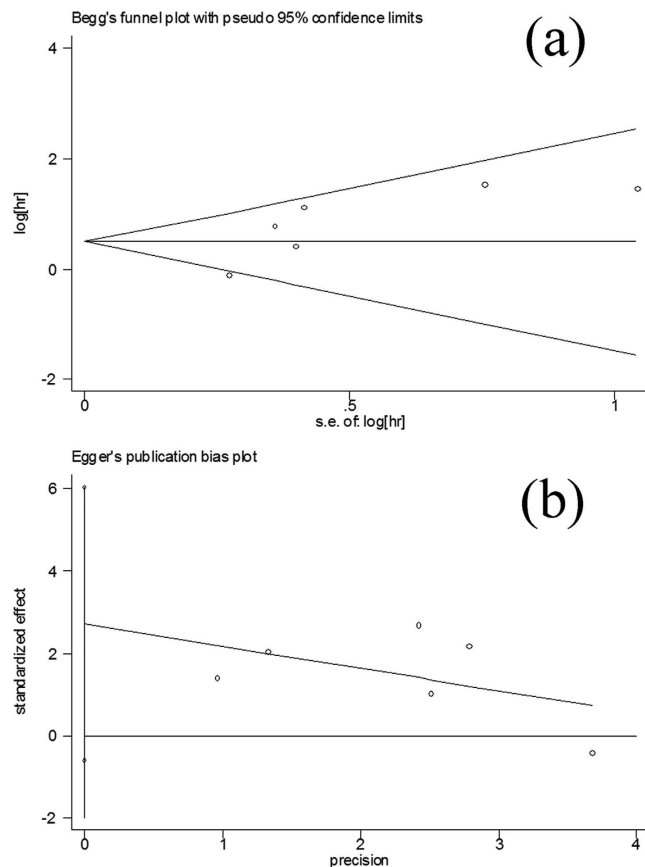 Begg's funnel plot with pseudo 95% confidence limits
(a)
4
2
0
-2
log[hr]
0 .5 1
s.e. of: log[hr]
Egger's publication bias plot
(b)
6
4
2
0
-2
standardized effect
0 1 2 3 4
precision